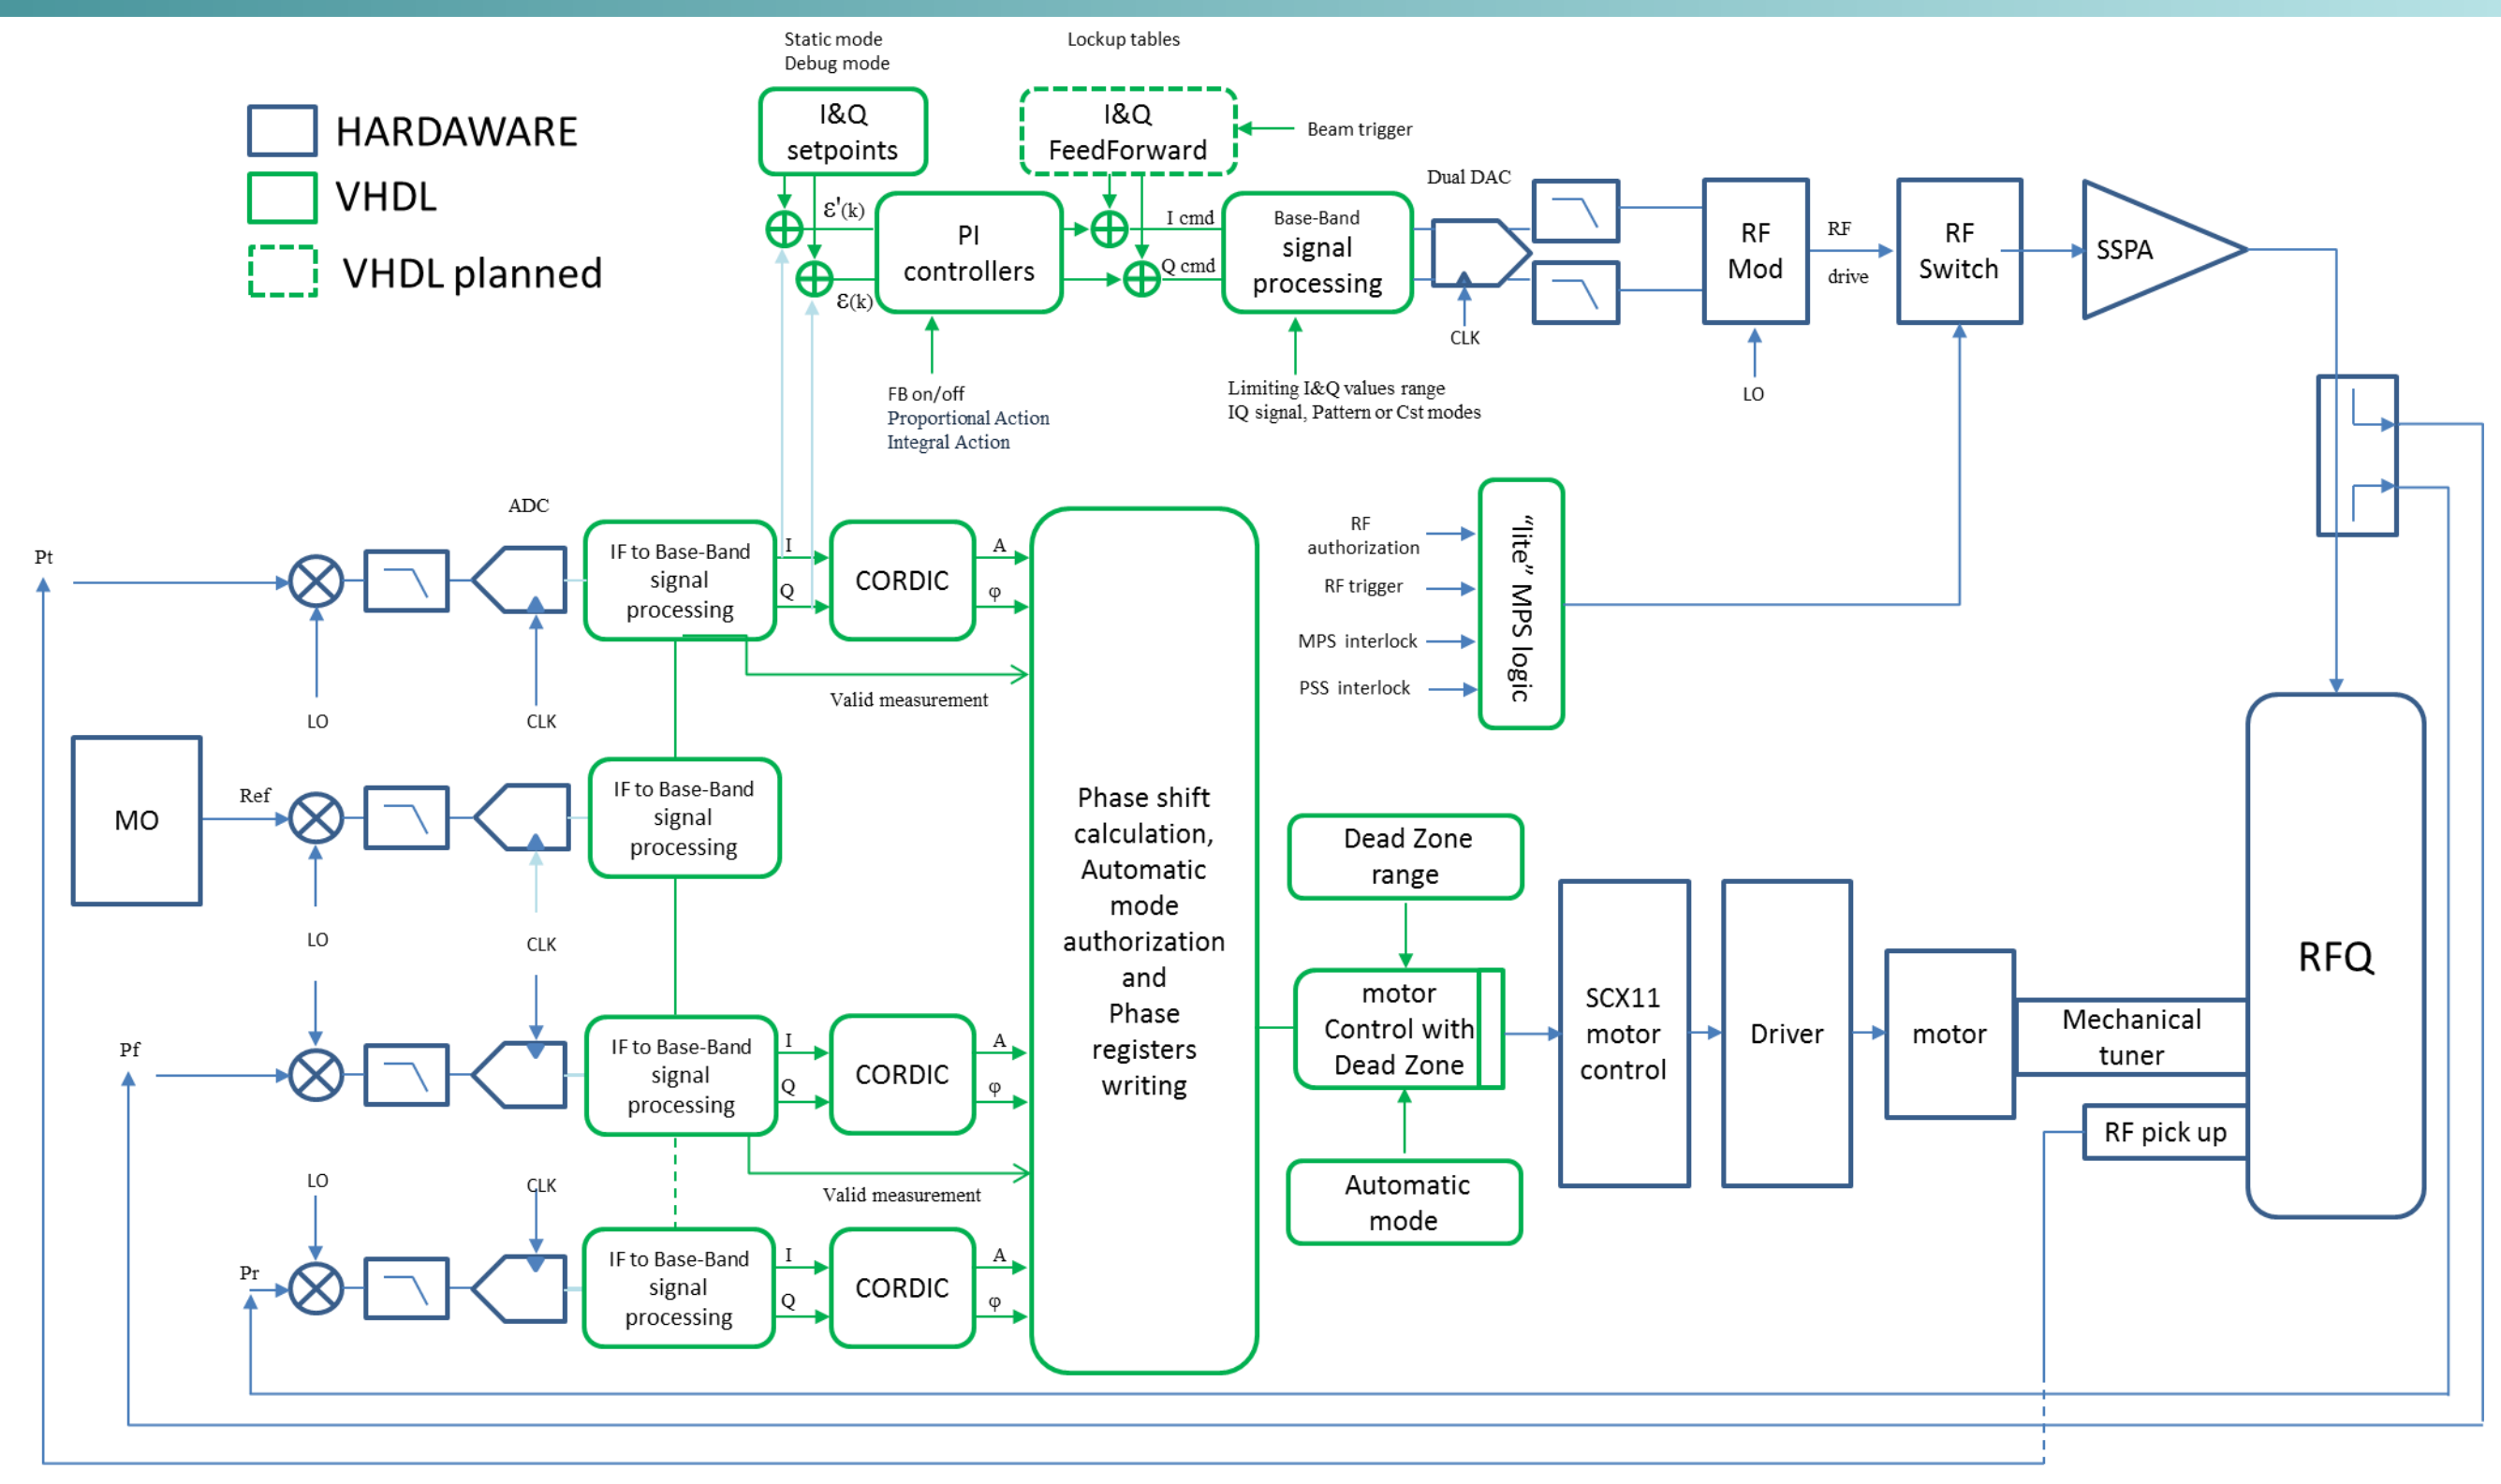 Static mode
Debug mode
Lockup tables
HARDAWARE
VHDL
VHDL planned
I&Q
setpoints
I&Q
FeedForward
Beam trigger
ε'(k)
ε(k)
PI
controllers
I cmd
Q cmd
Base-Band
signal
processing
Dual DAC
CLK
RF
Mod
LO
RF
drive
RF
Switch
SSPA
FB on/off
Proportional Action
Integral Action
Limiting I&Q values range
IQ signal, Pattern or Cst modes
ADC
Pt
LO
CLK
IF to Base-Band
signal
processing
I
Q
CORDIC
A
φ
Valid measurement
RF
authorization
RF trigger
MPS interlock
PSS interlock
"lite" MPS logic
MO
Ref
LO
CLK
IF to Base-Band
signal
processing
Phase shift
calculation,
Automatic
mode
authorization
and
Phase
registers
writing
Dead Zone
range
motor
Control with
Dead Zone
Automatic
mode
SCX11
motor
control
Driver
motor
Mechanical
tuner
RF pick up
RFQ
Pf
IF to Base-Band
signal
processing
I
Q
CORDIC
A
φ
Valid measurement
LO
CLK
Pr
IF to Base-Band
signal
processing
I
Q
CORDIC
A
φ